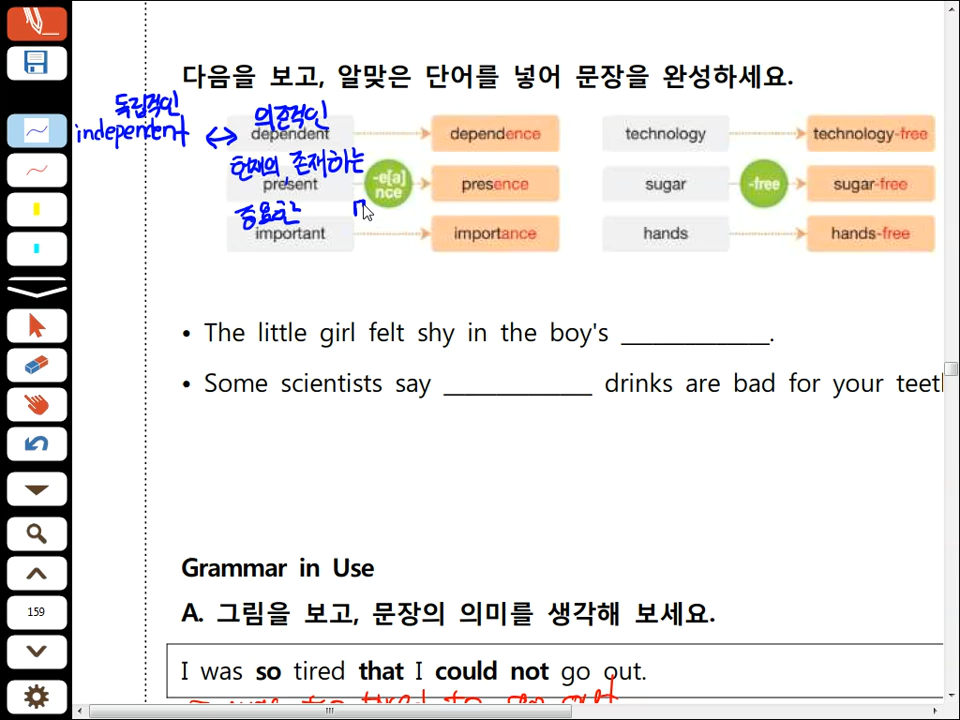 다음을 보고, 알맞은 단어를 넣어 문장을 완성하세요.
독립적인 의존적인
independent ↔ dependent dependence technology technology-free
현재의, 존재하는
present -e[a]nce presence sugar -free sugar-free
중요한
important importance hands hands-free
• The little girl felt shy in the boy's ____________.
• Some scientists say ____________ drinks are bad for your teeth
Grammar in Use
A. 그림을 보고, 문장의 의미를 생각해 보세요.
I was so tired that I could not go out.
159